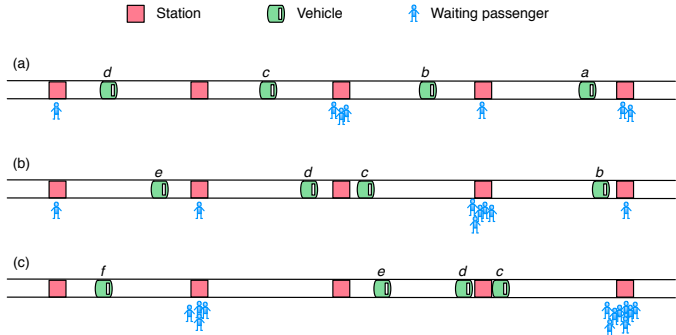 Station Vehicle Waiting passenger
(a)
d c b a
(b)
e d c b
(c)
f e d c